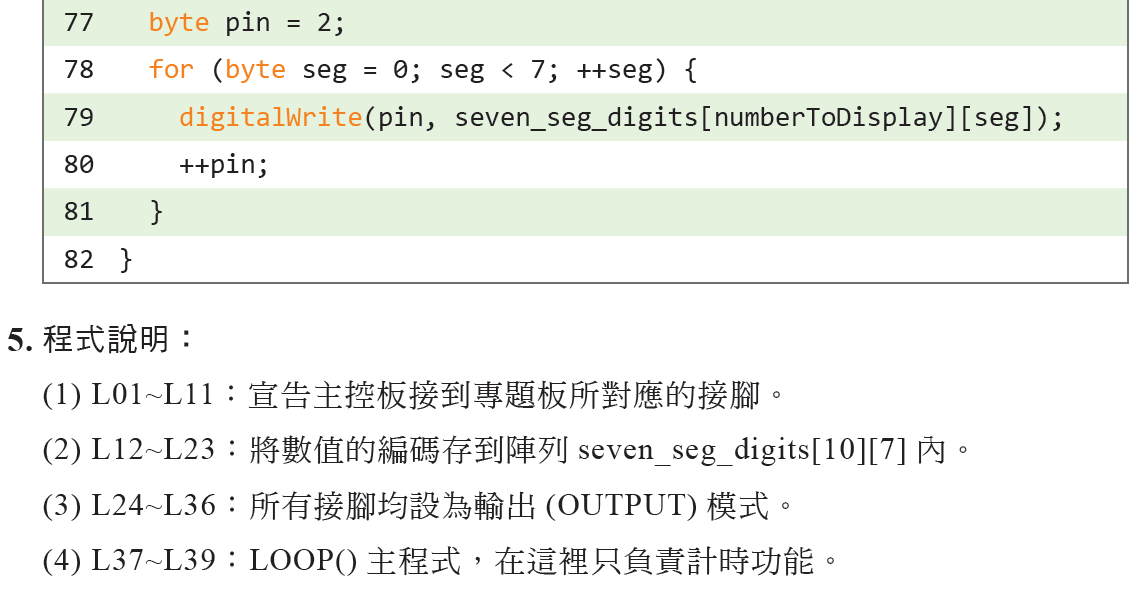 77 byte pin = 2;
78 for (byte seg = 0; seg < 7; ++seg) {
79 digitalWrite(pin, seven_seg_digits[numberToDisplay][seg]);
80 ++pin;
81 }
82 }
5. 程式說明：
(1) L01~L11：宣告主控板接到專題板所對應的接腳。
(2) L12~L23：將數值的編碼存到陣列 seven_seg_digits[10][7] 內。
(3) L24~L36：所有接腳均設為輸出 (OUTPUT) 模式。
(4) L37~L39：LOOP() 主程式，在這裡只負責計時功能。